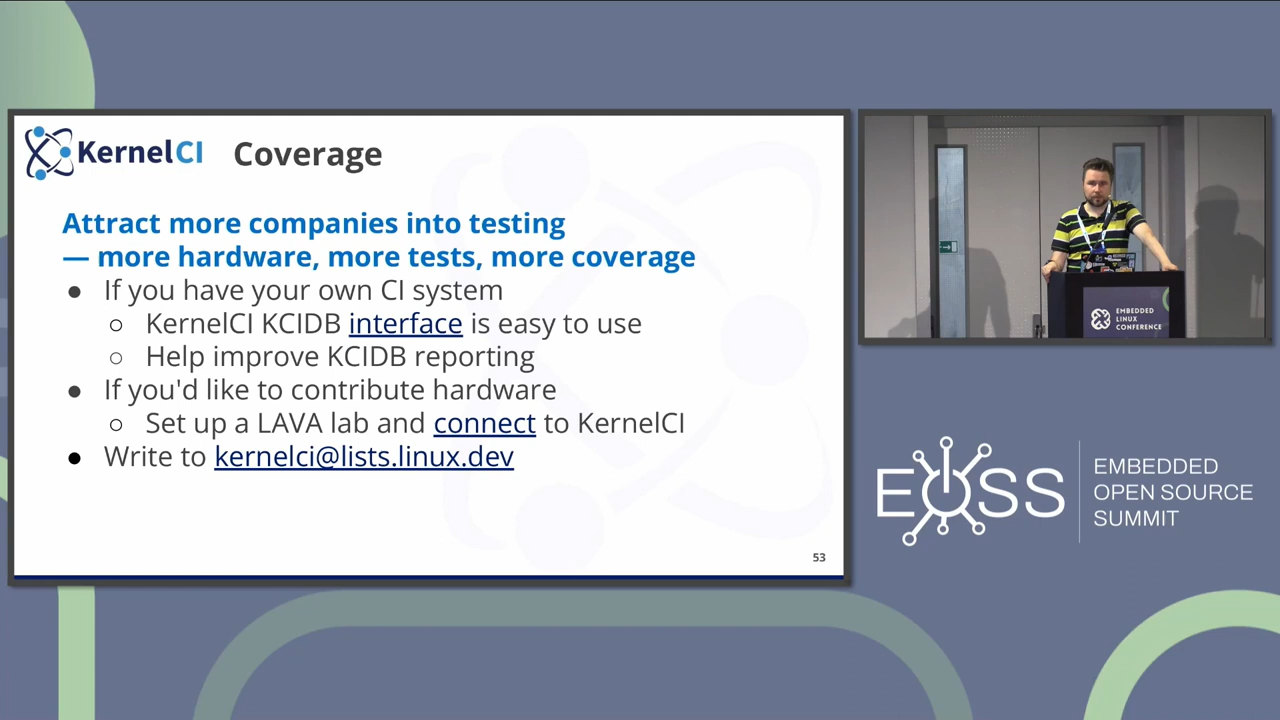 KernelCI
Coverage
Attract more companies into testing
— more hardware, more tests, more coverage
● If you have your own CI system
○ KernelCI KCIDB interface is easy to use
○ Help improve KCIDB reporting
● If you'd like to contribute hardware
○ Set up a LAVA lab and connect to KernelCI
● Write to kernelci@lists.linux.dev
53
EMBEDDED
LINUX
CONFERENCE
EOSS
EMBEDDED
OPEN SOURCE
SUMMIT